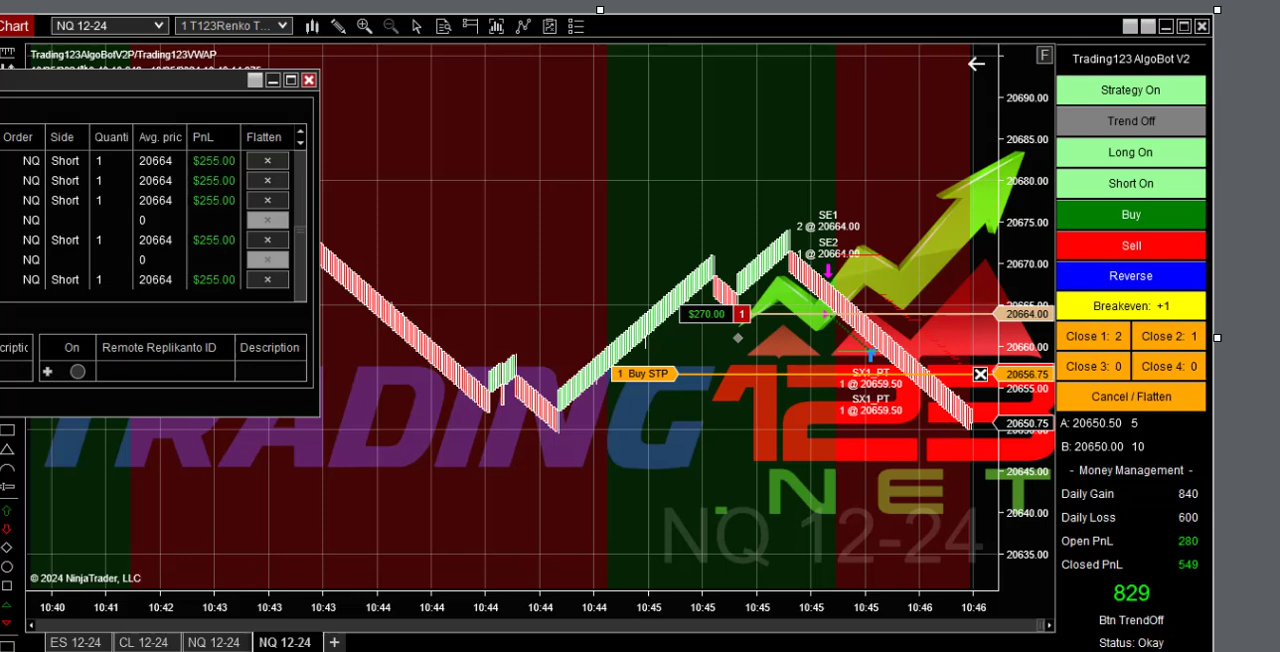 Chart
NQ 12-24
1 T123Renko T...
Trading123AlgoBotV2P/Trading123VWAP
F
Order Side Quanti Avg. pric PnL Flatten
NQ Short 1 20664 $255.00 ×
NQ Short 1 20664 $255.00 ×
NQ Short 1 20664 $255.00 ×
NQ 0 ×
NQ Short 1 20664 $255.00 ×
NQ 0 ×
NQ Short 1 20664 $255.00 ×
On Remote Replikanto ID Description
SE1
2 @ 20664.00
SE2
1 @ 20664.00
$270.00 1
1 Buy STP
SX1_PT
1 @ 20659.50
SX1_PT
1 @ 20659.50
TRADING123
.NET
NQ 12-24
20690.00
20685.00
20680.00
20675.00
20670.00
20665.00
20664.00
20660.00
20656.75
20655.00
20650.75
20645.00
20640.00
20635.00
© 2024 NinjaTrader, LLC
10:40 10:41 10:42 10:43 10:43 10:43 10:44 10:44 10:44 10:44 10:44 10:45 10:45 10:45 10:45 10:45 10:46 10:46
ES 12-24 CL 12-24 NQ 12-24 NQ 12-24 +
Trading123 AlgoBot V2
Strategy On
Trend Off
Long On
Short On
Buy
Sell
Reverse
Breakeven: +1
Close 1: 2 Close 2: 1
Close 3: 0 Close 4: 0
Cancel / Flatten
A: 20650.50 5
B: 20650.00 10
- Money Management -
Daily Gain 840
Daily Loss 600
Open PnL 280
Closed PnL 549
829
Btn TrendOff
Status: Okay